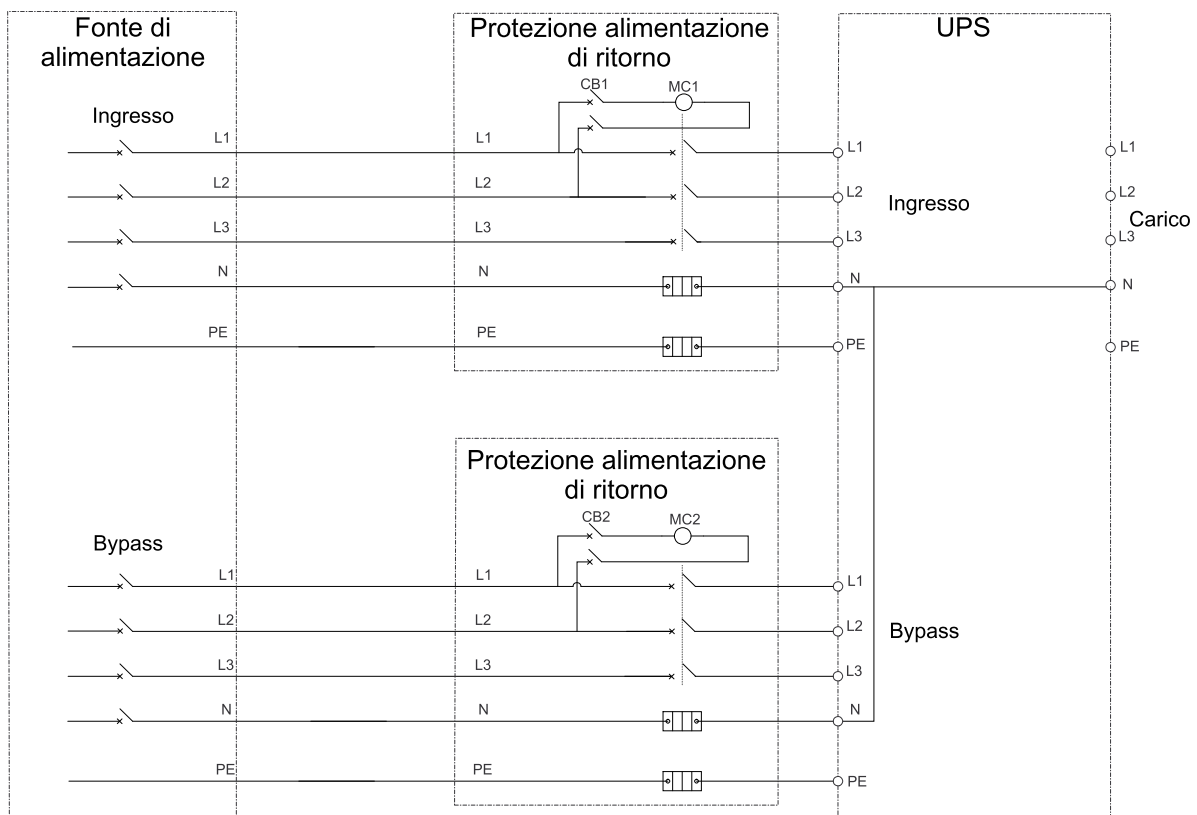 Fonte di
alimentazione
Protezione alimentazione
di ritorno
UPS
CB1
MC1
Ingresso
L1
L1
L1
L1
L2
L2
L2
L2
Ingresso
Carico
L3
L3
L3
L3
N
N
N
N
PE
PE
PE
PE
Protezione alimentazione
di ritorno
CB2
MC2
Bypass
L1
L1
L1
L2
L2
L2
Bypass
L3
L3
L3
N
N
N
PE
PE
PE